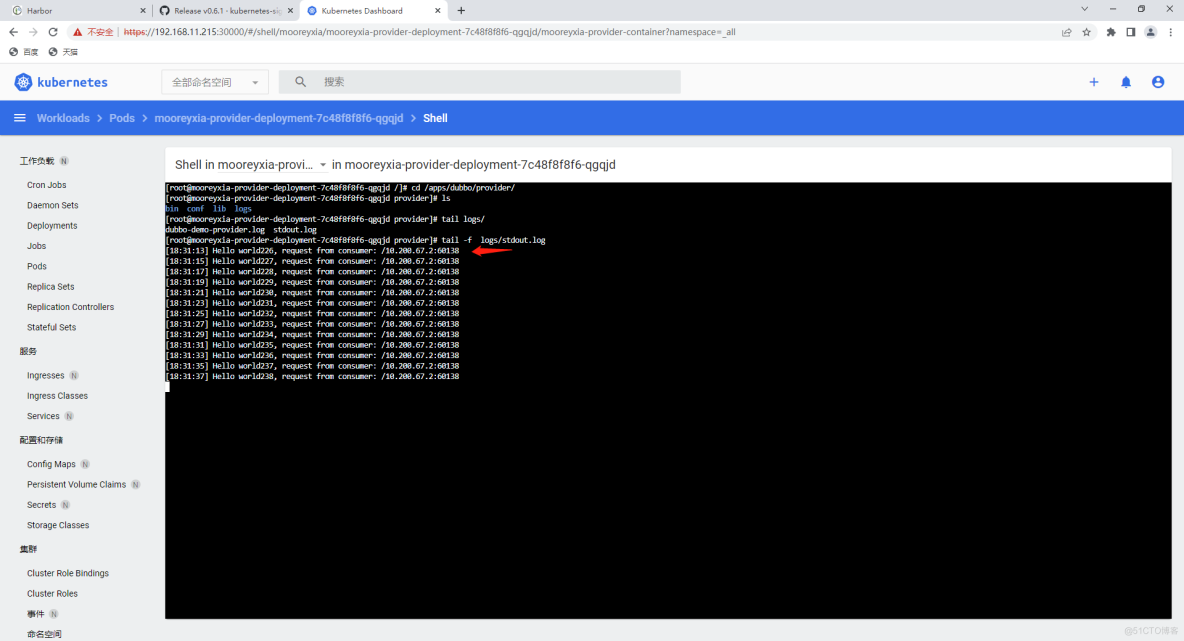 Harbor
Release v0.6.1 - kubernetes-sig
Kubernetes Dashboard
不安全 https://192.168.11.215:30000/#/shell/mooreyxia/mooreyxia-provider-deployment-7c48f8f8f6-qgqjd/mooreyxia-provider-container?namespace=_all
百度 天猫
kubernetes 全部命名空间 搜索
Workloads > Pods > mooreyxia-provider-deployment-7c48f8f8f6-qgqjd > Shell
工作负载 N
Cron Jobs
Daemon Sets
Deployments
Jobs
Pods
Replica Sets
Replication Controllers
Stateful Sets
服务
Ingresses N
Ingress Classes
Services N
配置和存储
Config Maps N
Persistent Volume Claims N
Secrets N
Storage Classes
集群
Cluster Role Bindings
Cluster Roles
事件 N
命名空间
Shell in mooreyxia-provi... in mooreyxia-provider-deployment-7c48f8f8f6-qgqjd
[root@mooreyxia-provider-deployment-7c48f8f8f6-qgqjd /]# cd /apps/dubbo/provider/
[root@mooreyxia-provider-deployment-7c48f8f8f6-qgqjd provider]# ls
bin conf lib logs
[root@mooreyxia-provider-deployment-7c48f8f8f6-qgqjd provider]# tail logs/
dubbo-demo-provider.log stdout.log
[root@mooreyxia-provider-deployment-7c48f8f8f6-qgqjd provider]# tail -f logs/stdout.log
[18:31:13] Hello world226, request from consumer: /10.200.67.2:60138
[18:31:15] Hello world227, request from consumer: /10.200.67.2:60138
[18:31:17] Hello world228, request from consumer: /10.200.67.2:60138
[18:31:19] Hello world229, request from consumer: /10.200.67.2:60138
[18:31:21] Hello world230, request from consumer: /10.200.67.2:60138
[18:31:23] Hello world231, request from consumer: /10.200.67.2:60138
[18:31:25] Hello world232, request from consumer: /10.200.67.2:60138
[18:31:27] Hello world233, request from consumer: /10.200.67.2:60138
[18:31:29] Hello world234, request from consumer: /10.200.67.2:60138
[18:31:31] Hello world235, request from consumer: /10.200.67.2:60138
[18:31:33] Hello world236, request from consumer: /10.200.67.2:60138
[18:31:35] Hello world237, request from consumer: /10.200.67.2:60138
[18:31:37] Hello world238, request from consumer: /10.200.67.2:60138
@51CTO博客